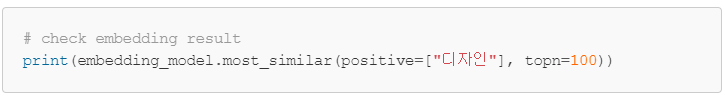 # check embedding result
print(embedding_model.most_similar(positive=["디자인"], topn=100))